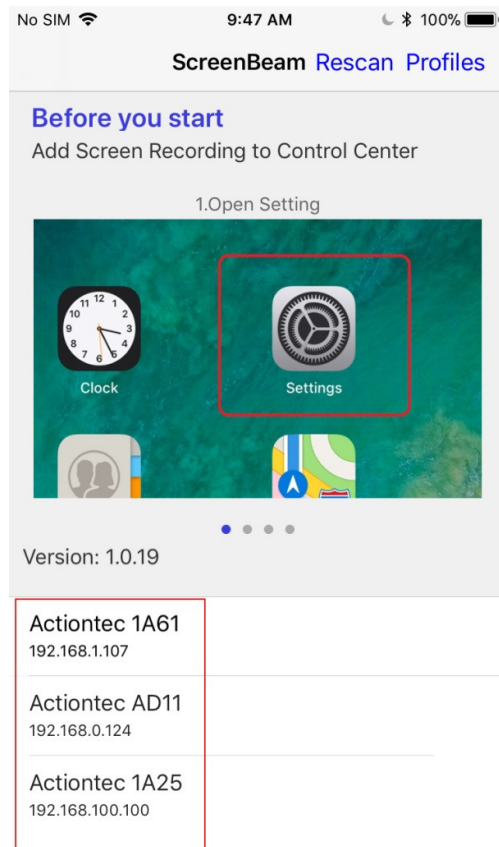 No SIM 9:47 AM 100%
ScreenBeam Rescan Profiles
Before you start
Add Screen Recording to Control Center
1.Open Setting
11 12 1
10 2
9 3
8 4
7 6 5
Clock Settings
280
Version: 1.0.19
Actiontec 1A61
192.168.1.107
Actiontec AD11
192.168.0.124
Actiontec 1A25
192.168.100.100